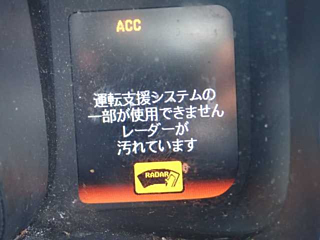 ACC
運転支援システムの
一部が使用できません
レーダーが
汚れています
RADAR